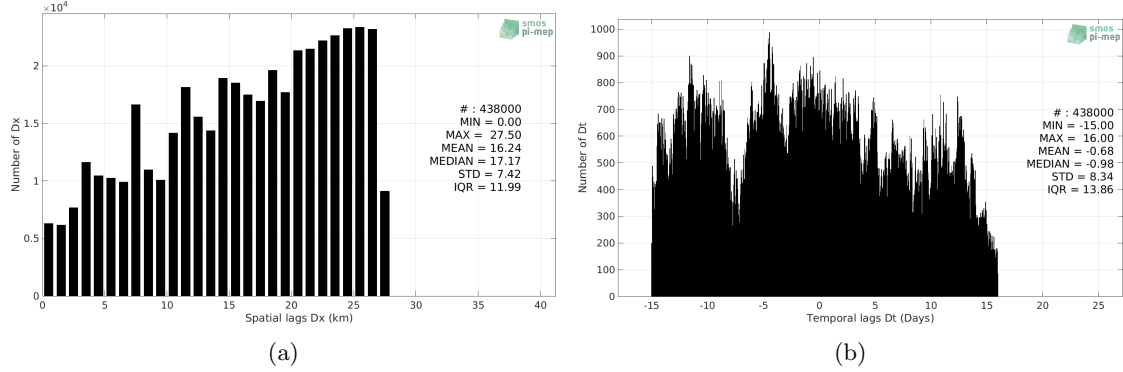 ×10⁴
2
1.5
1
0.5
0
Number of Dx
0 5 10 15 20 25 30 35 40
Spatial lags Dx (km)
smos
pi-mep
# : 438000
MIN = 0.00
MAX = 27.50
MEAN = 16.24
MEDIAN = 17.17
STD = 7.42
IQR = 11.99
(a)
1000
900
800
700
600
500
400
300
200
100
0
Number of Dt
-15 -10 -5 0 5 10 15 20 25
Temporal lags Dt (Days)
smos
pi-mep
# : 438000
MIN = -15.00
MAX = 16.00
MEAN = -0.68
MEDIAN = -0.98
STD = 8.34
IQR = 13.86
(b)